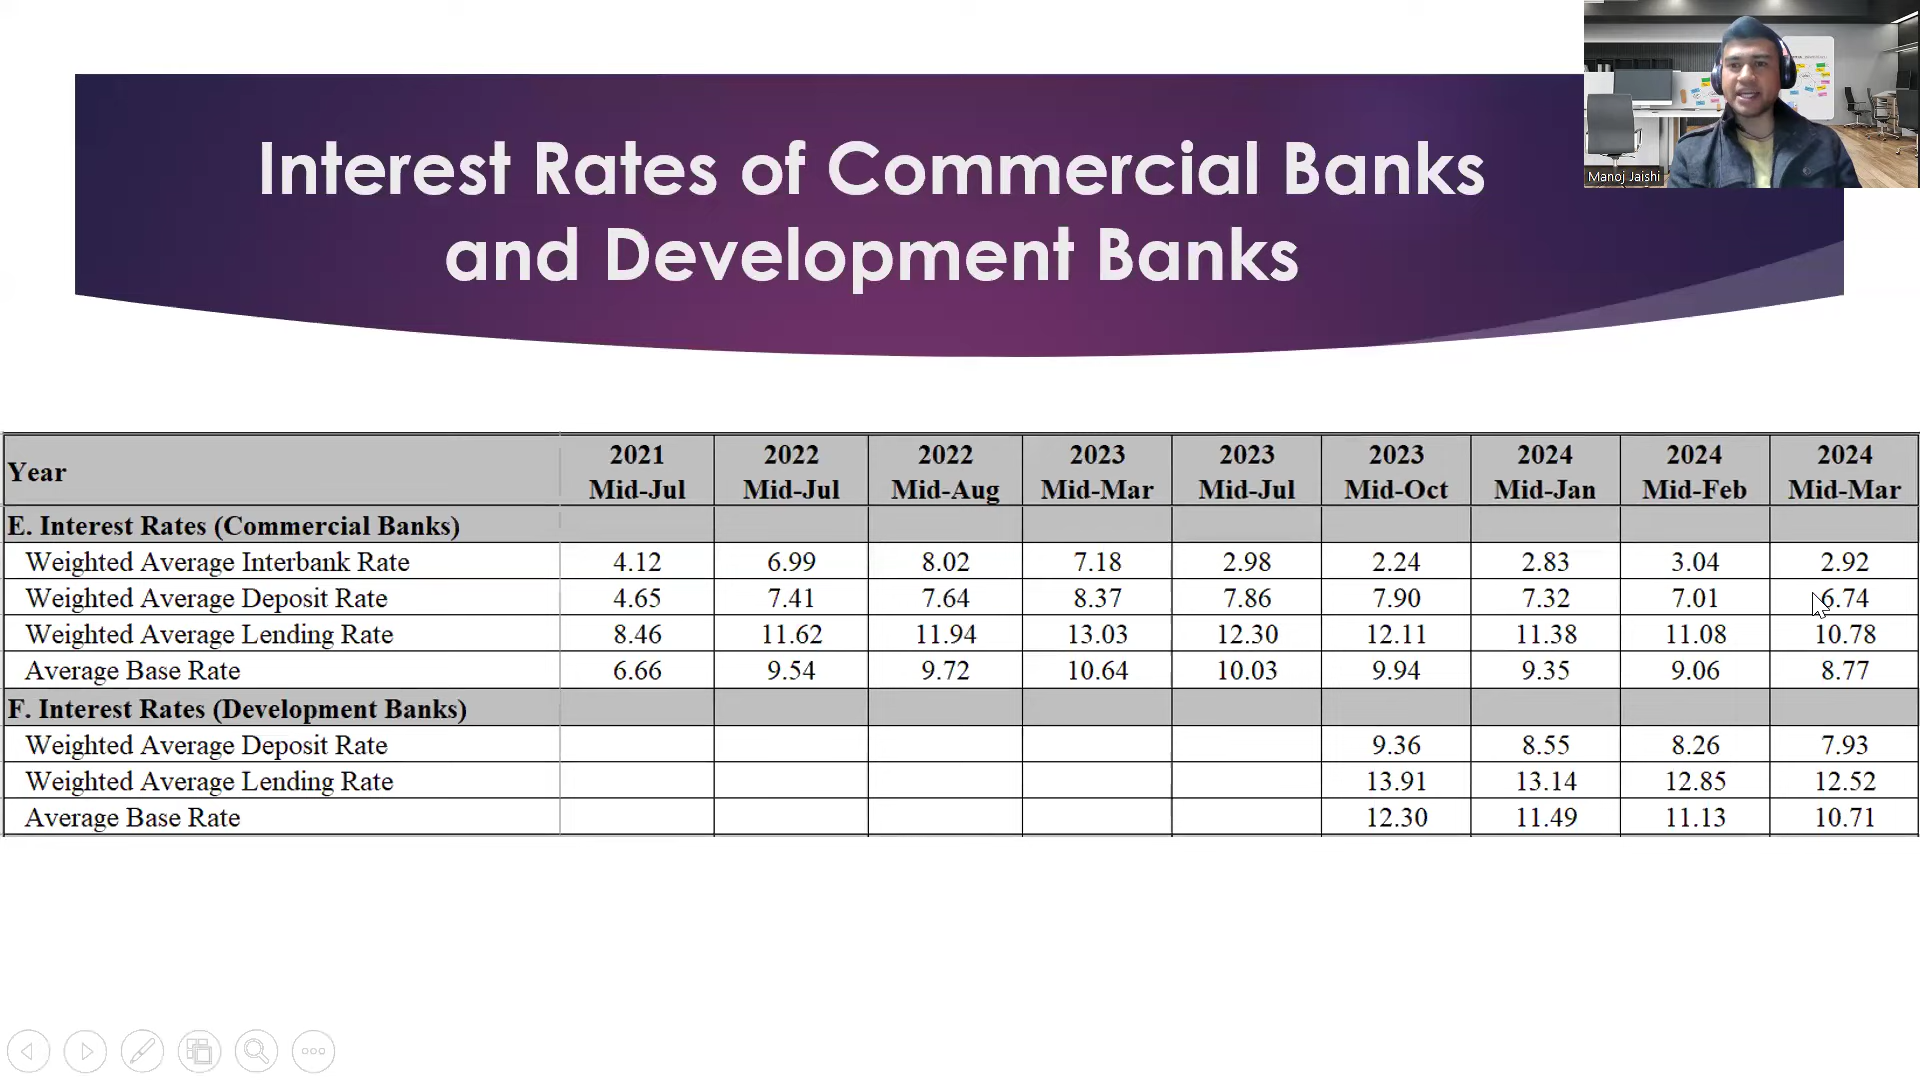 Interest Rates of Commercial Banks
and Development Banks
Manoj Jaishi
Year 2021 Mid-Jul 2022 Mid-Jul 2022 Mid-Aug 2023 Mid-Mar 2023 Mid-Jul 2023 Mid-Oct 2024 Mid-Jan 2024 Mid-Feb 2024 Mid-Mar
E. Interest Rates (Commercial Banks)
Weighted Average Interbank Rate 4.12 6.99 8.02 7.18 2.98 2.24 2.83 3.04 2.92
Weighted Average Deposit Rate 4.65 7.41 7.64 8.37 7.86 7.90 7.32 7.01 6.74
Weighted Average Lending Rate 8.46 11.62 11.94 13.03 12.30 12.11 11.38 11.08 10.78
Average Base Rate 6.66 9.54 9.72 10.64 10.03 9.94 9.35 9.06 8.77
F. Interest Rates (Development Banks)
Weighted Average Deposit Rate 9.36 8.55 8.26 7.93
Weighted Average Lending Rate 13.91 13.14 12.85 12.52
Average Base Rate 12.30 11.49 11.13 10.71